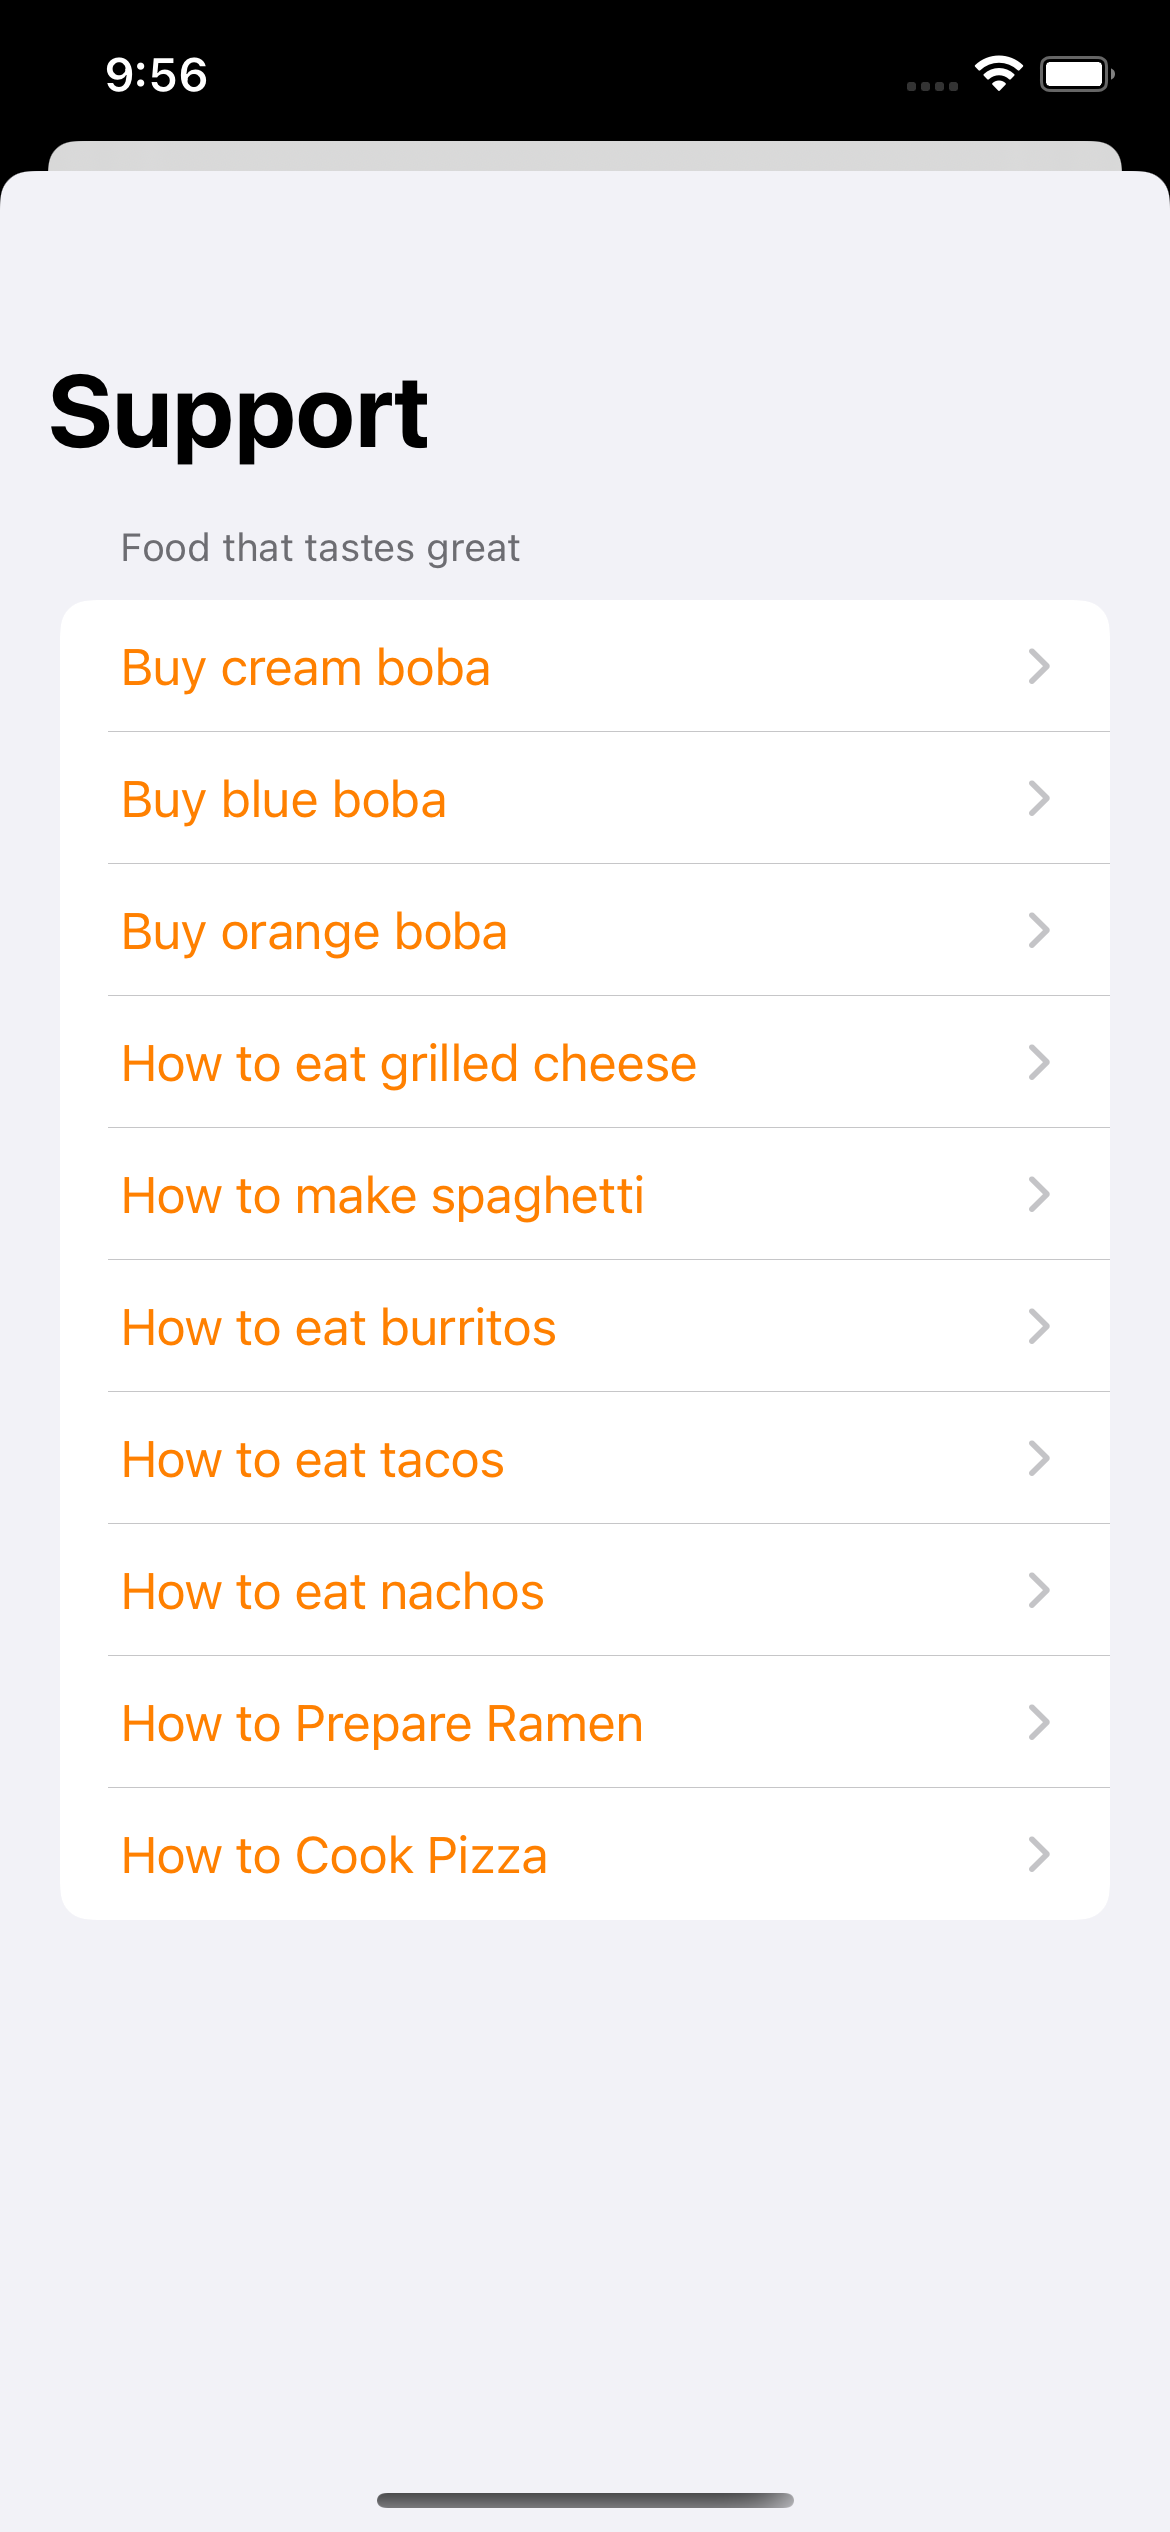 9:56
Support
Food that tastes great
Buy cream boba
Buy blue boba
Buy orange boba
How to eat grilled cheese
How to make spaghetti
How to eat burritos
How to eat tacos
How to eat nachos
How to Prepare Ramen
How to Cook Pizza